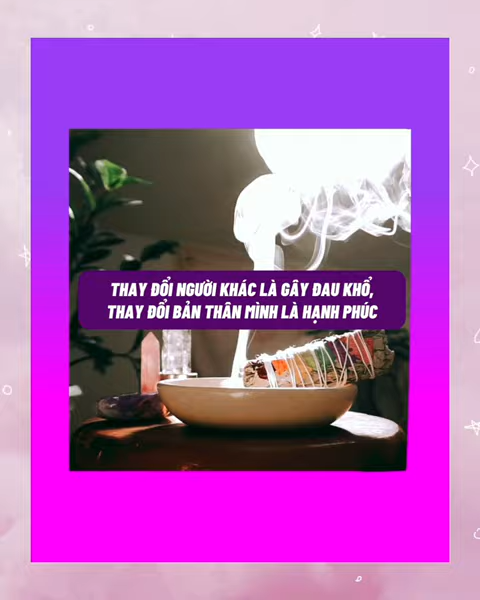 THAY ĐỔI NGƯỜI KHÁC LÀ GÂY ĐAU KHỔ,
THAY ĐỔI BẢN THÂN MÌNH LÀ HẠNH PHÚC